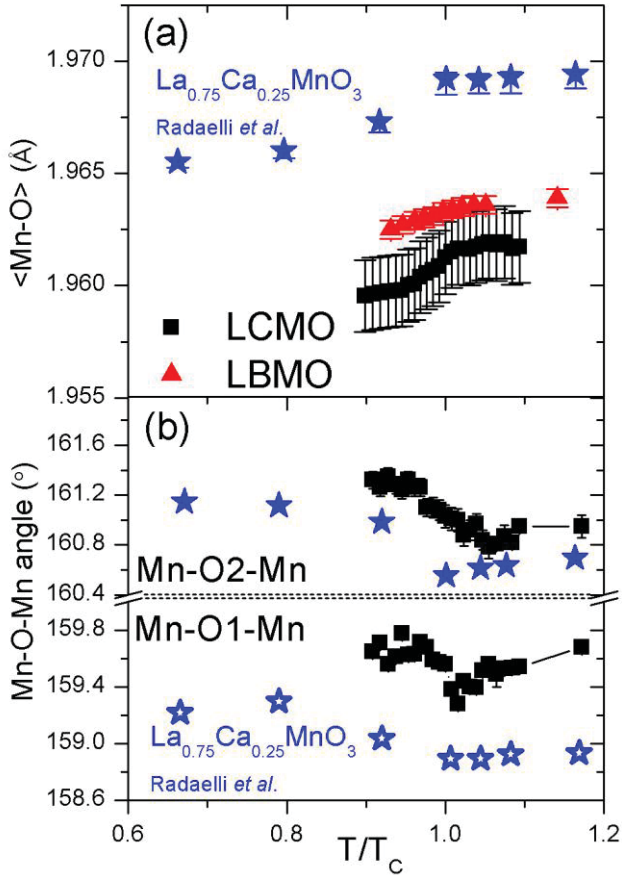 (a)
La0.75Ca0.25MnO3
Radaelli et al.
<Mn-O> (Å)
1.970
1.965
1.960
1.955
LCMO
LBMO
(b)
Mn-O-Mn angle (°)
161.6
161.2
160.8
160.4
Mn-O2-Mn
Mn-O1-Mn
159.8
159.4
159.0
158.6
La0.75Ca0.25MnO3
Radaelli et al.
0.6 0.8 1.0 1.2
T/TC